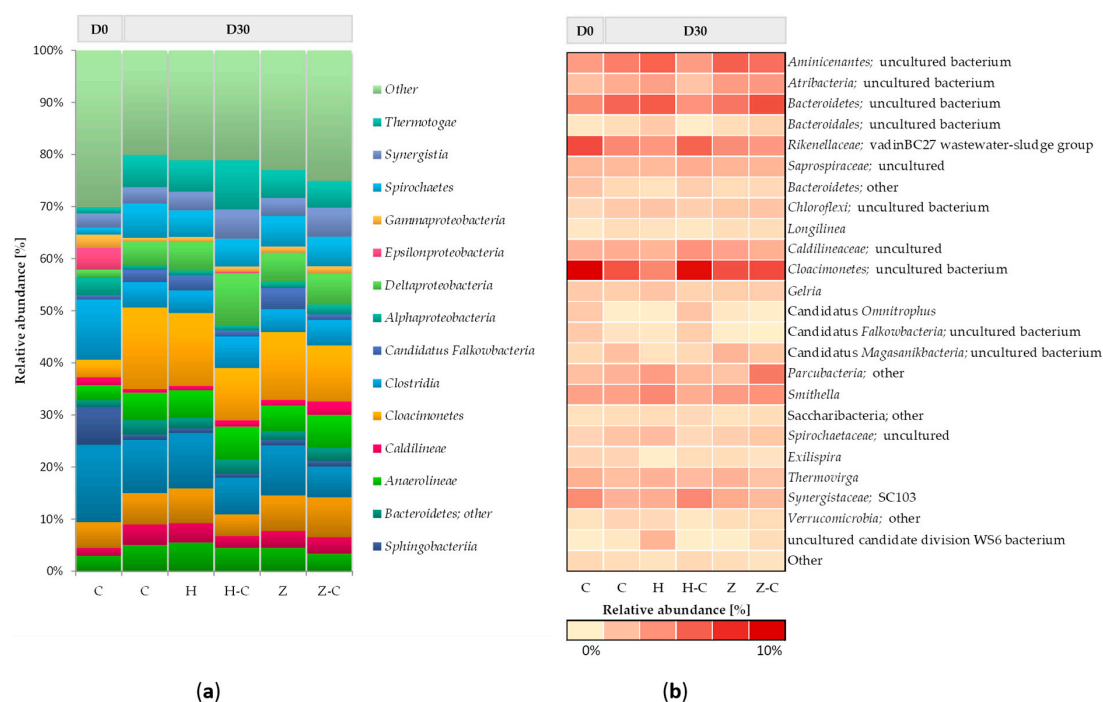 D0
D30
100%
90%
80%
70%
60%
50%
40%
30%
20%
10%
0%
Relative abundance [%]
C
C
H
H-C
Z
Z-C
Other
Thermotogae
Synergistia
Spirochaetes
Gammaproteobacteria
Epsilonproteobacteria
Deltaproteobacteria
Alphaproteobacteria
Candidatus Falkowbacteria
Clostridia
Cloacimonetes
Caldilineae
Anaerolineae
Bacteroidetes; other
Sphingobacteriia
(a)
D0
D30
Aminicenantes; uncultured bacterium
Atribacteria; uncultured bacterium
Bacteroidetes; uncultured bacterium
Bacteroidales; uncultured bacterium
Rikenellaceae; vadinBC27 wastewater-sludge group
Saprospiraceae; uncultured
Bacteroidetes; other
Chloroflexi; uncultured bacterium
Longilinea
Caldilineaceae; uncultured
Cloacimonetes; uncultured bacterium
Gelria
Candidatus Omnitrophus
Candidatus Falkowbacteria; uncultured bacterium
Candidatus Magasanikbacteria; uncultured bacterium
Parcubacteria; other
Smithella
Saccharibacteria; other
Spirochaetaceae; uncultured
Exilispira
Thermovirga
Synergistaceae; SC103
Verrucomicrobia; other
uncultured candidate division WS6 bacterium
Other
C
C
H
H-C
Z
Z-C
Relative abundance [%]
0%
10%
(b)